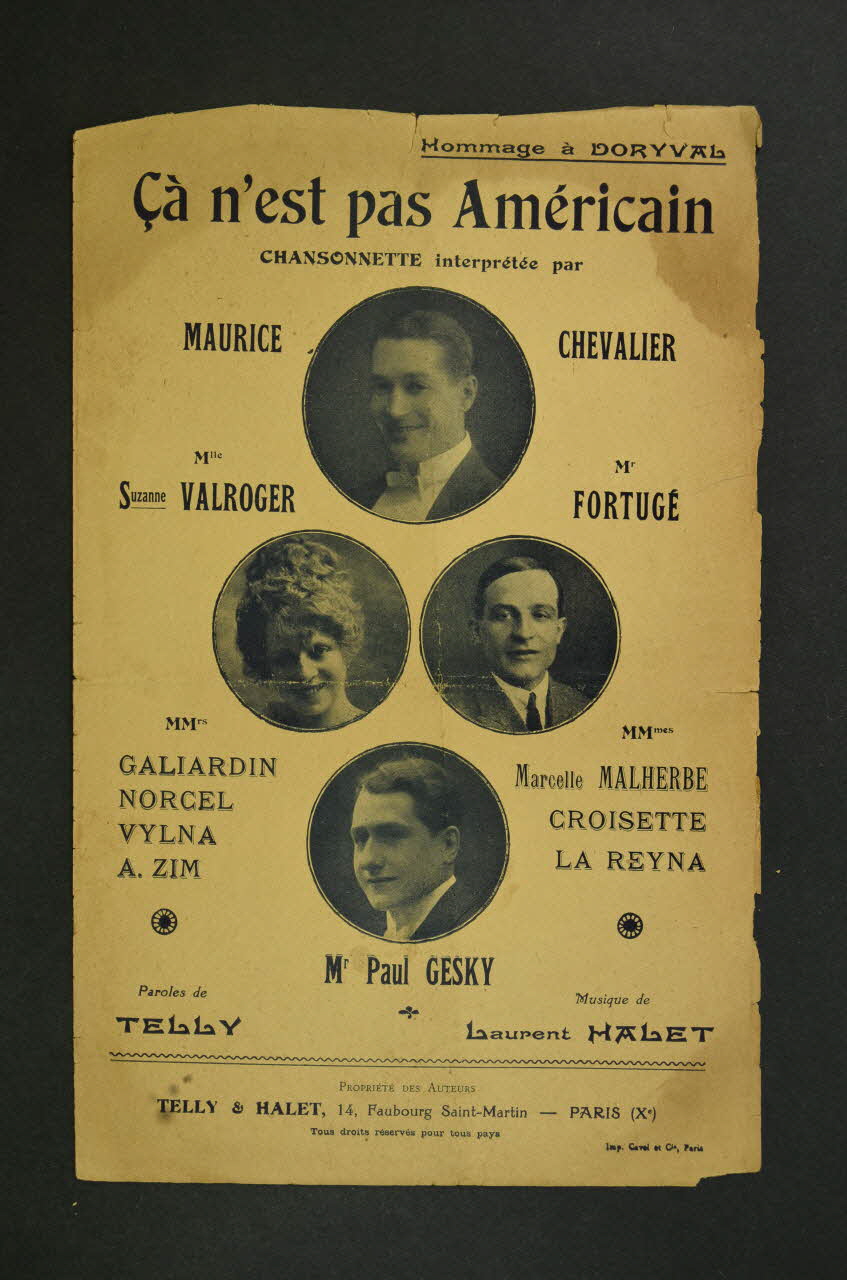 Hommage à DORYVAL
Çà n'est pas Américain
CHANSONNETTE interprétée par
MAURICE CHEVALIER
Mlle
Suzanne VALROGER
Mr
FORTUGÉ
MMrs
GALIARDIN
NORCEL
VYLNA
A. ZIM
MMmes
Marcelle MALHERBE
CROISETTE
LA REYNA
Mr Paul GESKY
Paroles de
TELLY
Musique de
Laurent HALET
PROPRIÉTÉ DES AUTEURS
TELLY & HALET, 14, Faubourg Saint-Martin — PARIS (Xe)
Tous droits réservés pour tous pays
Imp. Cavel et Cie, Paris